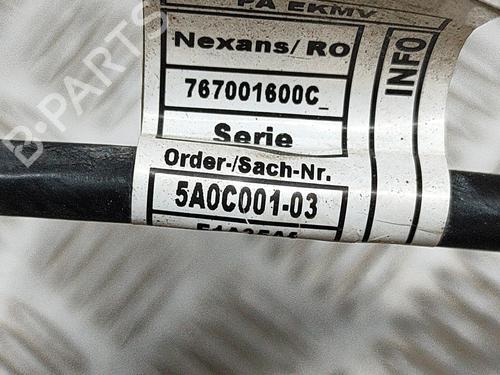 PA EKMV
Nexans/RO
767001600C_
Serie
Order-/Sach-Nr.
5A0C001-03
INFO
B-PARTS